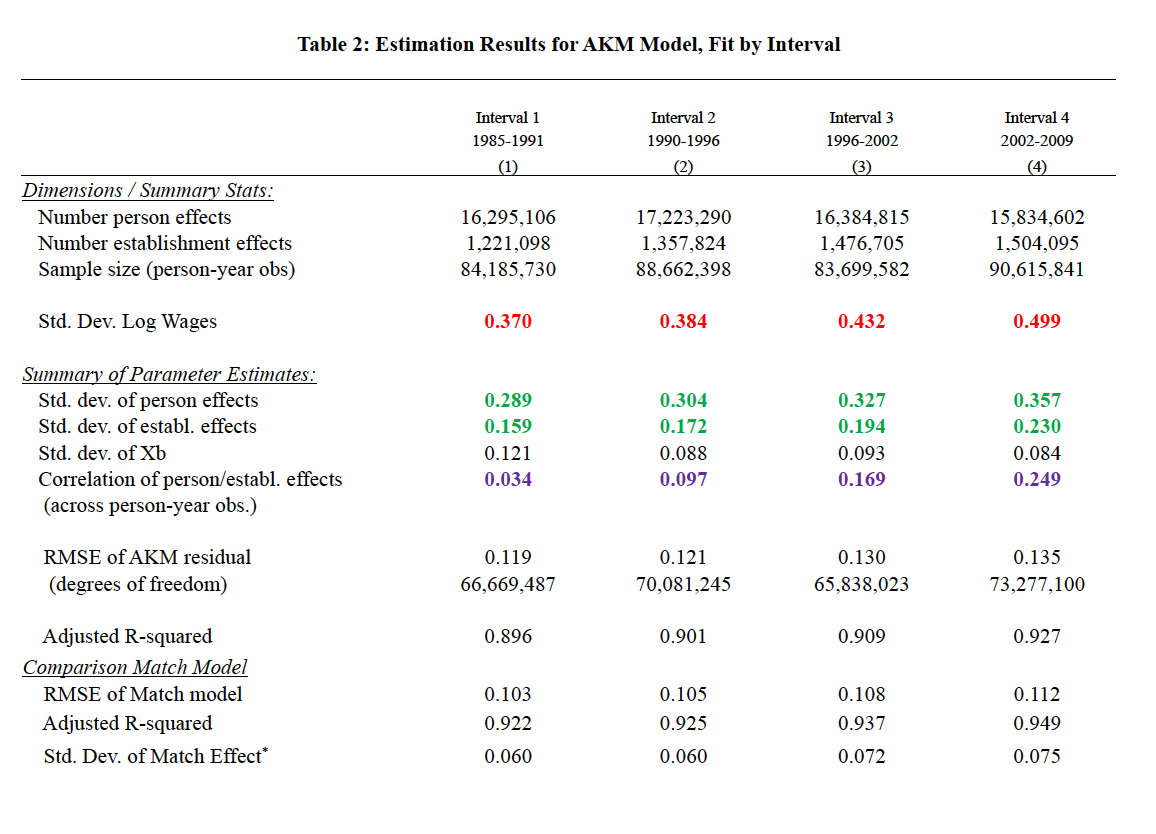 Table 2: Estimation Results for AKM Model, Fit by Interval
Interval 1 Interval 2 Interval 3 Interval 4
1985-1991 1990-1996 1996-2002 2002-2009
(1) (2) (3) (4)
Dimensions / Summary Stats:
Number person effects 16,295,106 17,223,290 16,384,815 15,834,602
Number establishment effects 1,221,098 1,357,824 1,476,705 1,504,095
Sample size (person-year obs) 84,185,730 88,662,398 83,699,582 90,615,841
Std. Dev. Log Wages 0.370 0.384 0.432 0.499
Summary of Parameter Estimates:
Std. dev. of person effects 0.289 0.304 0.327 0.357
Std. dev. of establ. effects 0.159 0.172 0.194 0.230
Std. dev. of Xb 0.121 0.088 0.093 0.084
Correlation of person/establ. effects 0.034 0.097 0.169 0.249
(across person-year obs.)
RMSE of AKM residual 0.119 0.121 0.130 0.135
(degrees of freedom) 66,669,487 70,081,245 65,838,023 73,277,100
Adjusted R-squared 0.896 0.901 0.909 0.927
Comparison Match Model
RMSE of Match model 0.103 0.105 0.108 0.112
Adjusted R-squared 0.922 0.925 0.937 0.949
Std. Dev. of Match Effect* 0.060 0.060 0.072 0.075